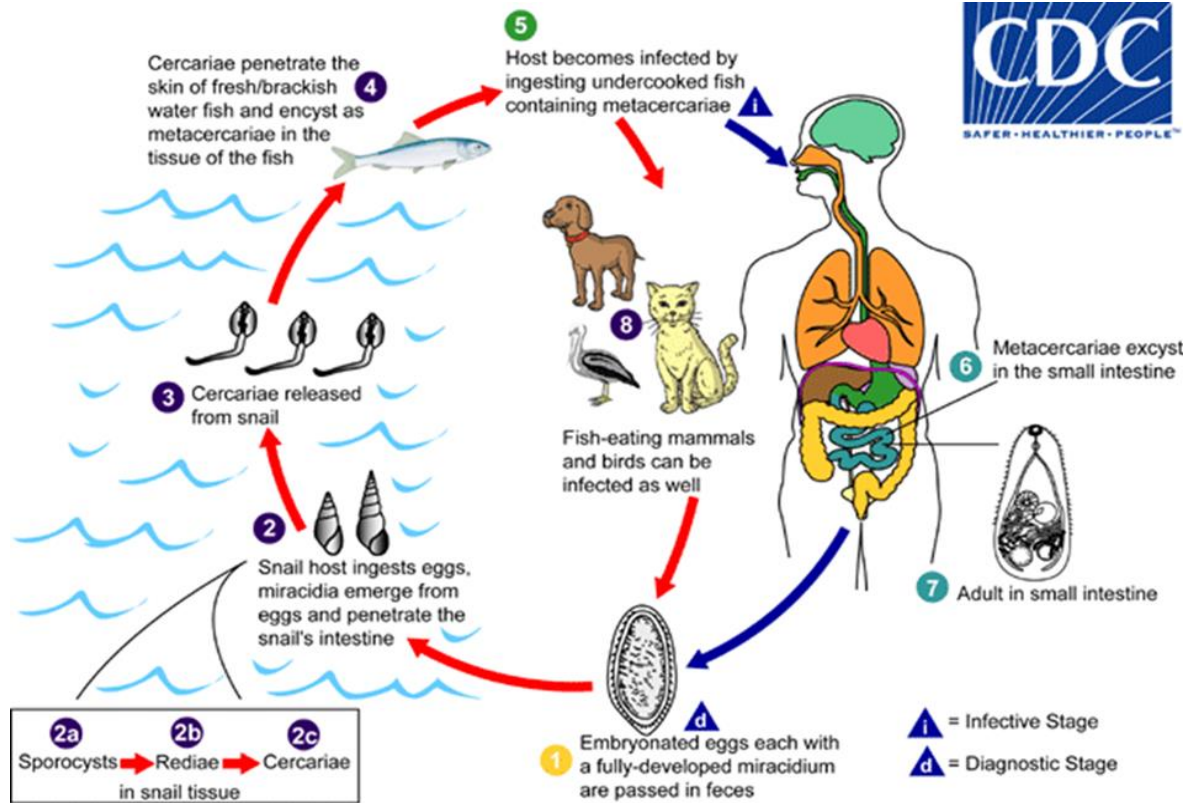 CDC
SAFER • HEALTHIER • PEOPLE™
5
Host becomes infected by
ingesting undercooked fish
containing metacercariae
i
4
Cercariae penetrate the
skin of fresh/brackish
water fish and encyst as
metacercariae in the
tissue of the fish
8
Fish-eating mammals
and birds can be
infected as well
6
Metacercariae excyst
in the small intestine
7
Adult in small intestine
3
Cercariae released
from snail
2
Snail host ingests eggs,
miracidia emerge from
eggs and penetrate the
snail's intestine
2a
2b
2c
Sporocysts
Rediae
Cercariae
in snail tissue
d
1
Embryonated eggs each with
a fully-developed miracidium
are passed in feces
i = Infective Stage
d = Diagnostic Stage